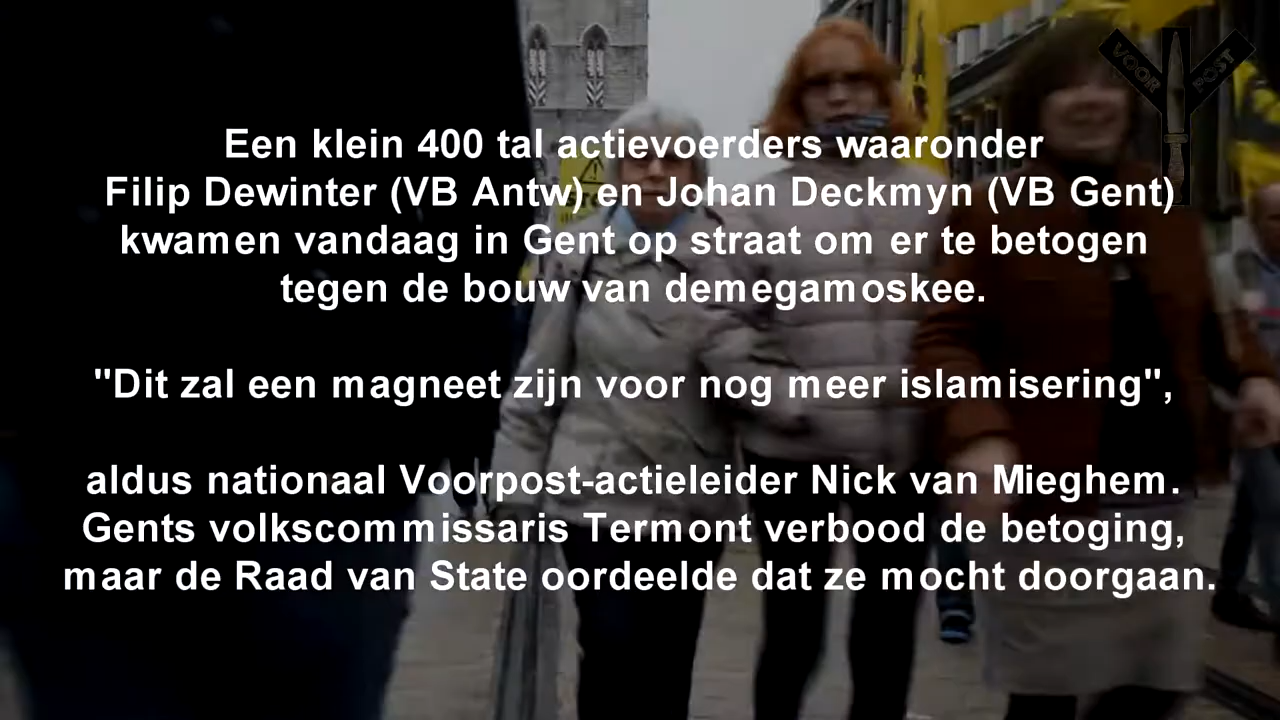 VOOR POST
Een klein 400 tal actievoerders waaronder
Filip Dewinter (VB Antw) en Johan Deckmyn (VB Gent)
kwamen vandaag in Gent op straat om er te betogen
tegen de bouw van demegamoskee.
"Dit zal een magneet zijn voor nog meer islamisering",
aldus nationaal Voorpost-actieleider Nick van Mieghem.
Gents volkscommissaris Termont verbood de betoging,
maar de Raad van State oordeelde dat ze mocht doorgaan.